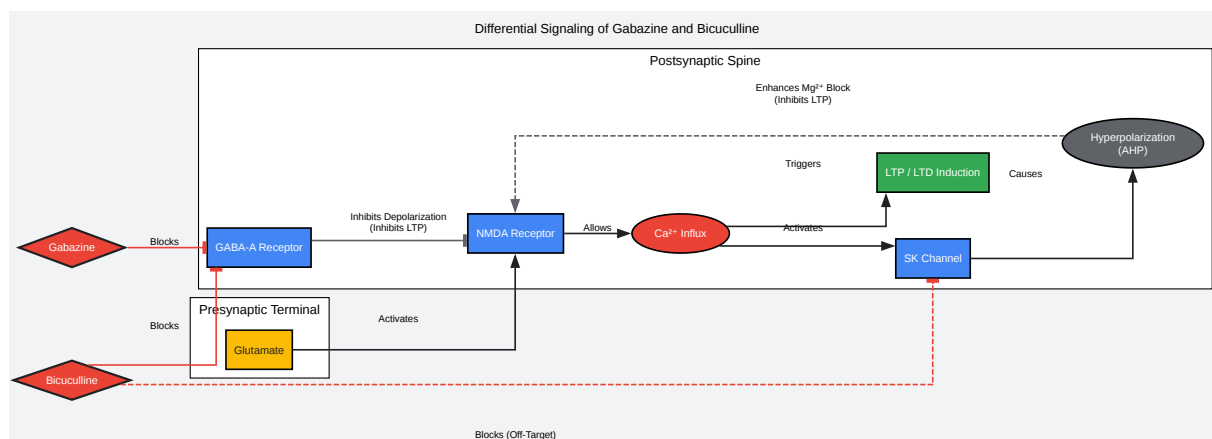 Differential Signaling of Gabazine and Bicuculline
Postsynaptic Spine
Enhances Mg²⁺ Block
(Inhibits LTP)
Hyperpolarization
(AHP)
Triggers
LTP / LTD Induction
Causes
Inhibits Depolarization
(Inhibits LTP)
Gabazine
Blocks
GABA-A Receptor
NMDA Receptor
Allows
Ca²⁺ Influx
Activates
SK Channel
Presynaptic Terminal
Blocks
Activates
Glutamate
Bicuculline
Blocks (Off-Target)